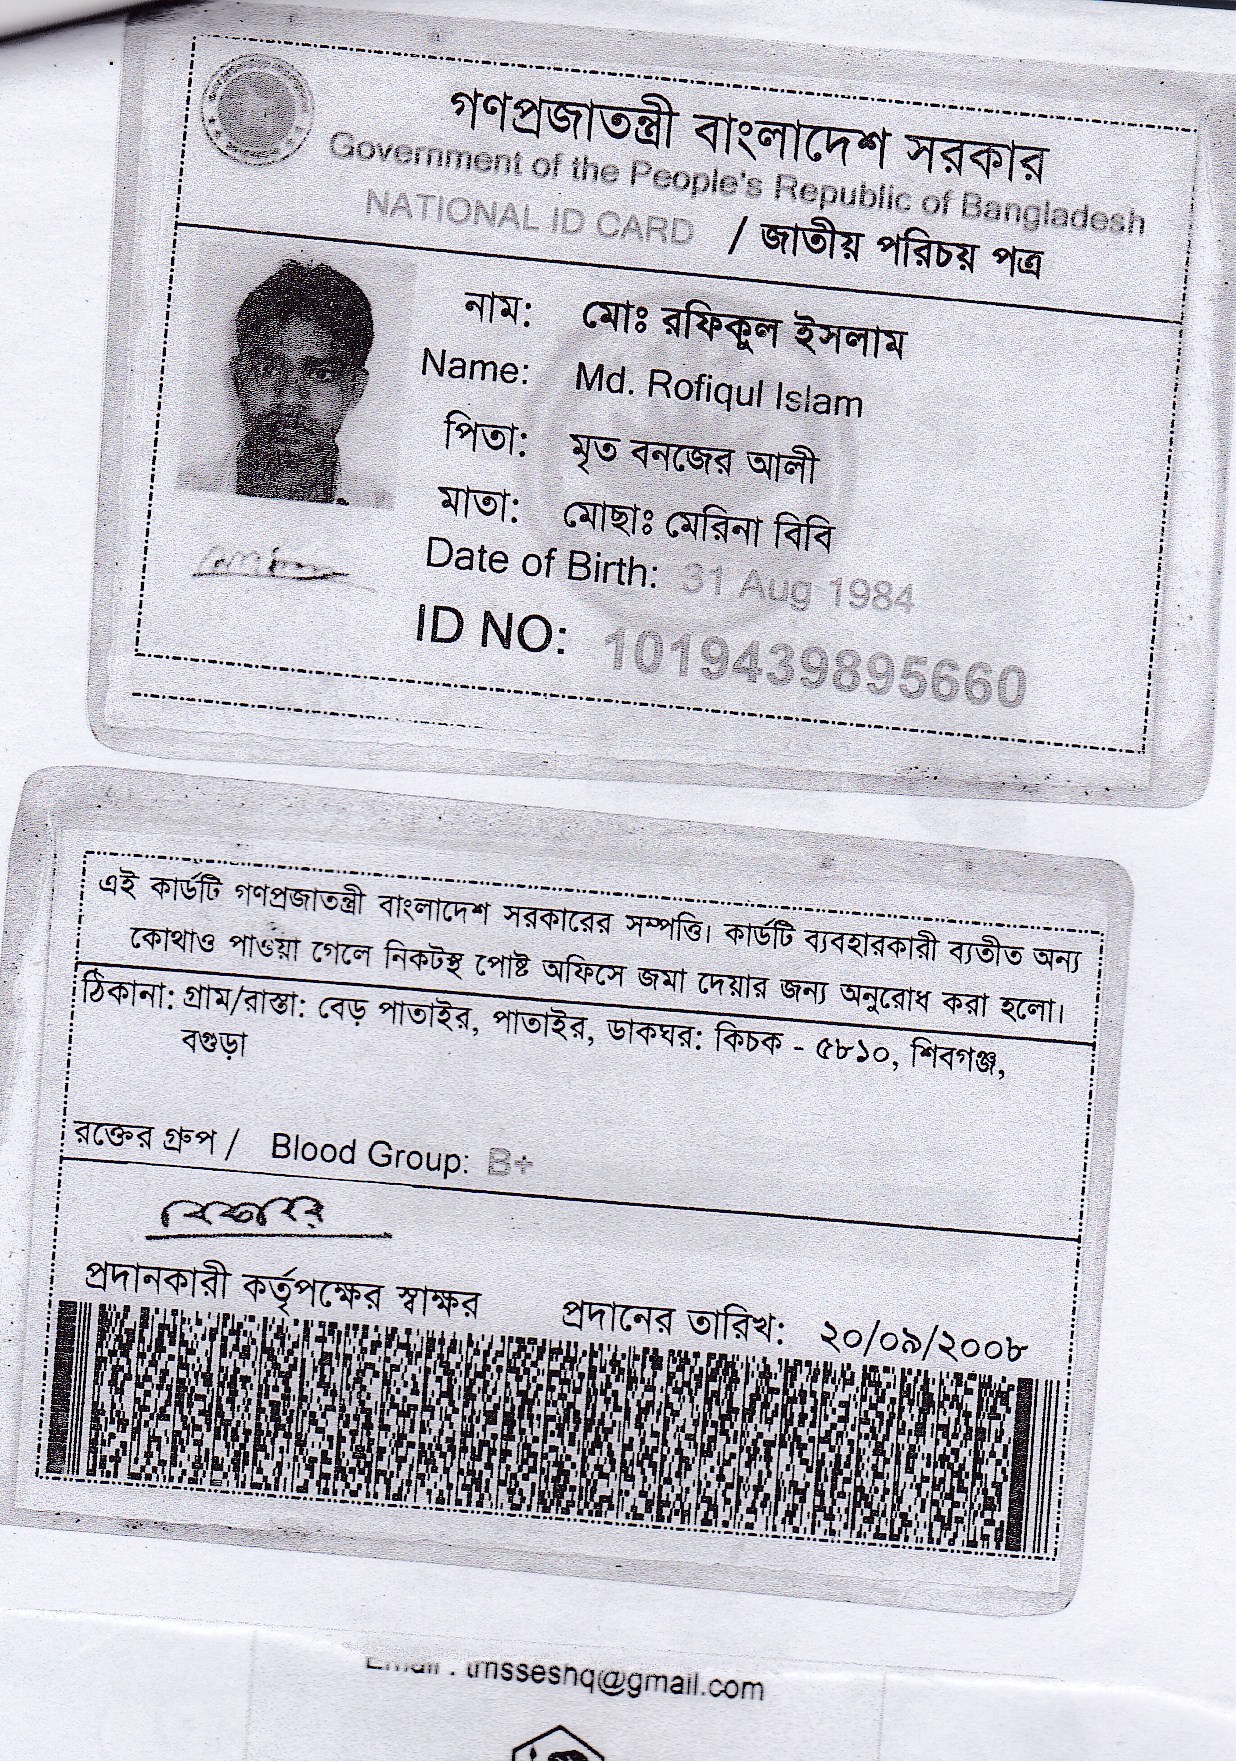 গণপ্রজাতন্ত্রী বাংলাদেশ সরকার
Government of the People's Republic of Bangladesh
NATIONAL ID CARD / জাতীয় পরিচয় পত্র
নাম: মোঃ রফিকুল ইসলাম
Name: Md. Rofiqul Islam
পিতা: মৃত বনজের আলী
মাতা: মোছাঃ মেরিনা বিবি
Date of Birth: 31 Aug 1984
ID NO: 1019439895660
এই কার্ডটি গণপ্রজাতন্ত্রী বাংলাদেশ সরকারের সম্পত্তি। কার্ডটি ব্যবহারকারী ব্যতীত অন্য
কোথাও পাওয়া গেলে নিকটস্থ পোষ্ট অফিসে জমা দেয়ার জন্য অনুরোধ করা হলো।
ঠিকানা: গ্রাম/রাস্তা: বেড় পাতাইর, পাতাইর, ডাকঘর: কিচক - ৫৮১০, শিবগঞ্জ,
বগুড়া
রক্তের গ্রুপ / Blood Group: B+
প্রদানকারী কর্তৃপক্ষের স্বাক্ষর প্রদানের তারিখ: ২০/০৯/২০০৮
Email : tmsseshq@gmail.com